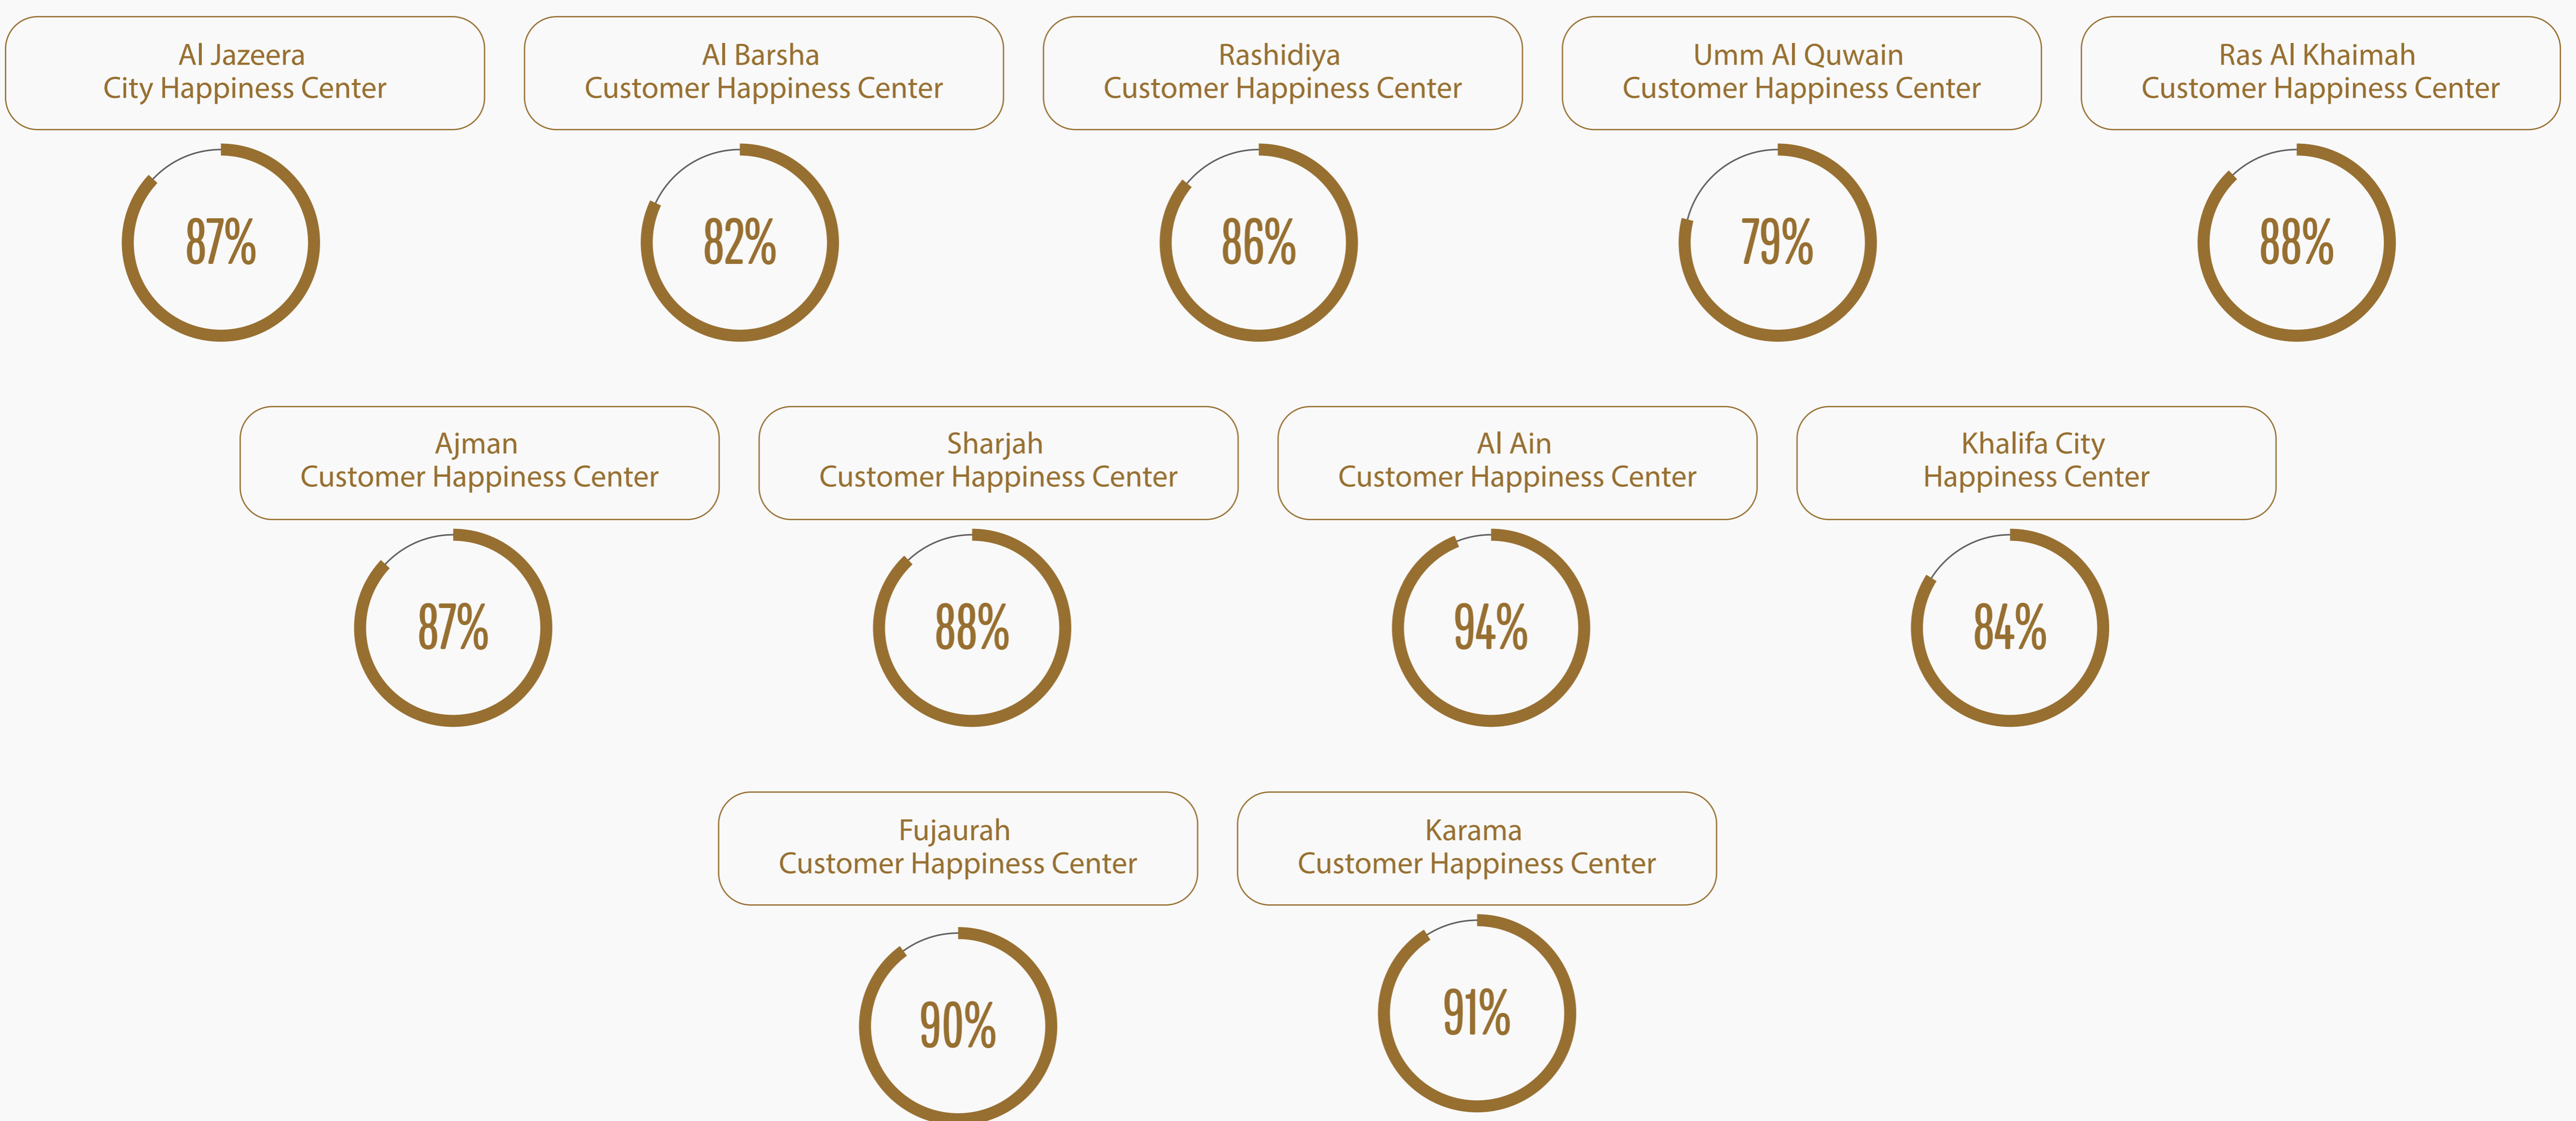 Al Jazeera
City Happiness Center
87%
Al Barsha
Customer Happiness Center
82%
Rashidiya
Customer Happiness Center
86%
Umm Al Quwain
Customer Happiness Center
79%
Ras Al Khaimah
Customer Happiness Center
88%
Ajman
Customer Happiness Center
87%
Sharjah
Customer Happiness Center
88%
Al Ain
Customer Happiness Center
94%
Khalifa City
Happiness Center
84%
Fujaurah
Customer Happiness Center
90%
Karama
Customer Happiness Center
91%